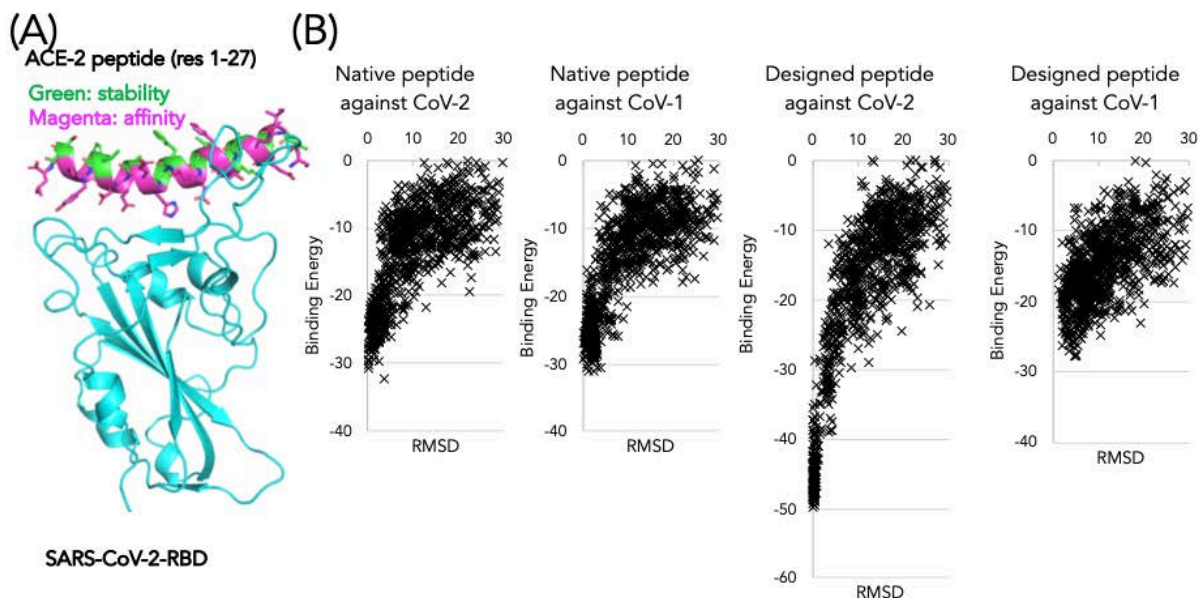 (A)
ACE-2 peptide (res 1-27)
Green: stability
Magenta: affinity
SARS-CoV-2-RBD
(B)
Native peptide
against CoV-2
0 10 20 30
0
-10
-20
-30
-40
Binding Energy
RMSD
Native peptide
against CoV-1
0 10 20 30
0
-10
-20
-30
-40
Binding Energy
RMSD
Designed peptide
against CoV-2
0 10 20 30
0
-10
-20
-30
-40
-50
-60
Binding Energy
RMSD
Designed peptide
against CoV-1
0 10 20 30
0
-10
-20
-30
-40
Binding Energy
RMSD